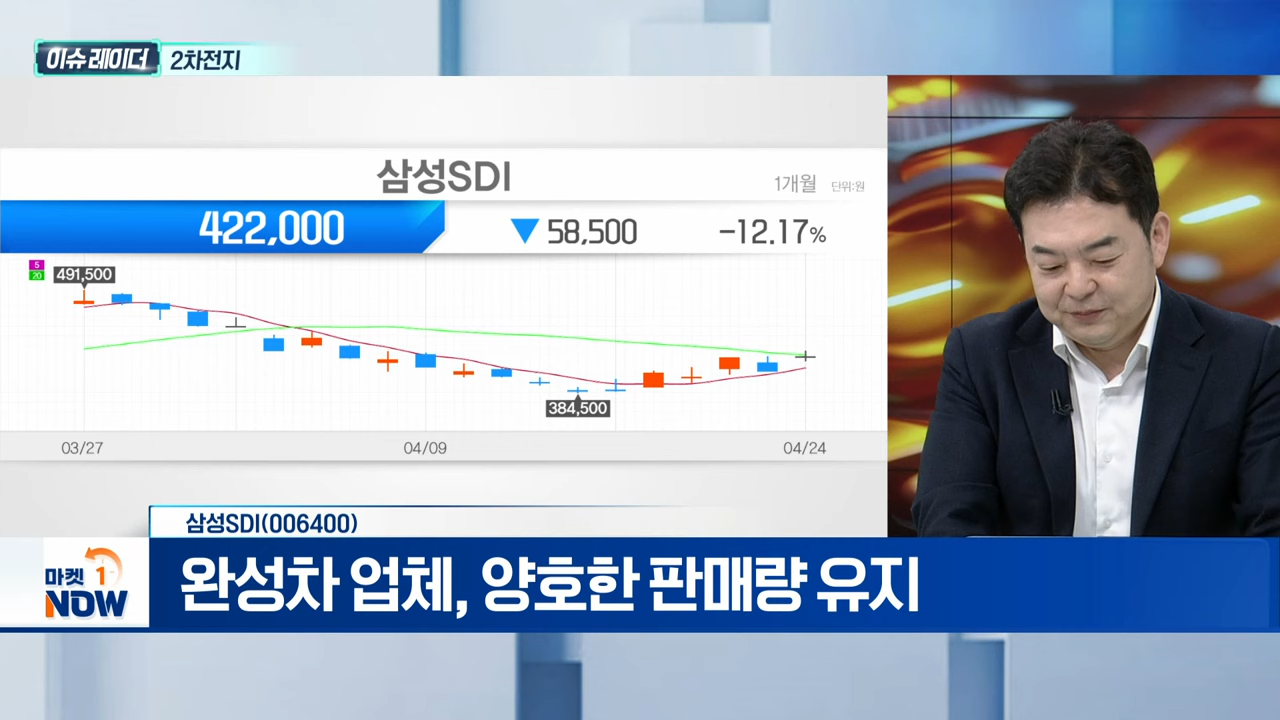 이슈 레이더 2차전지
삼성SDI
1개월 단위:원
422,000 ▼ 58,500 -12.17%
5
20
491,500
384,500
03/27 04/09 04/24
삼성SDI(006400)
마켓 1
NOW
완성차 업체, 양호한 판매량 유지